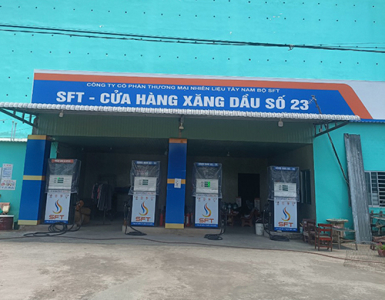 CÔNG TY CỔ PHẦN THƯƠNG MẠI NHIÊN LIỆU TÂY NAM BỘ SFT
SFT - CỬA HÀNG XĂNG DẦU SỐ 23
SFT
SFT
SFT
SFT